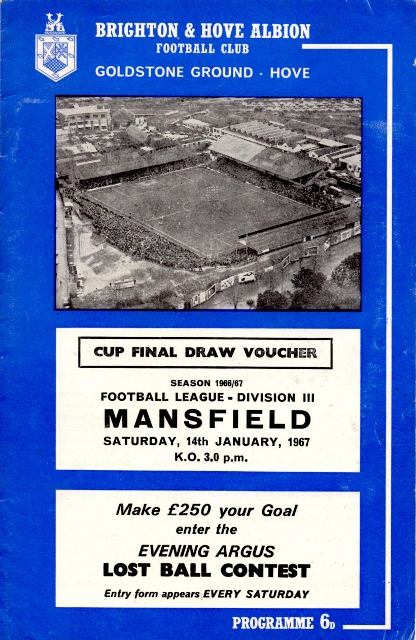 BRIGHTON & HOVE ALBION
FOOTBALL CLUB
GOLDSTONE GROUND · HOVE
CUP FINAL DRAW VOUCHER
SEASON 1966/67
FOOTBALL LEAGUE - DIVISION III
MANSFIELD
SATURDAY, 14th JANUARY, 1967
K.O. 3.0 p.m.
Make £250 your Goal
enter the
EVENING ARGUS
LOST BALL CONTEST
Entry form appears EVERY SATURDAY
PROGRAMME 6D